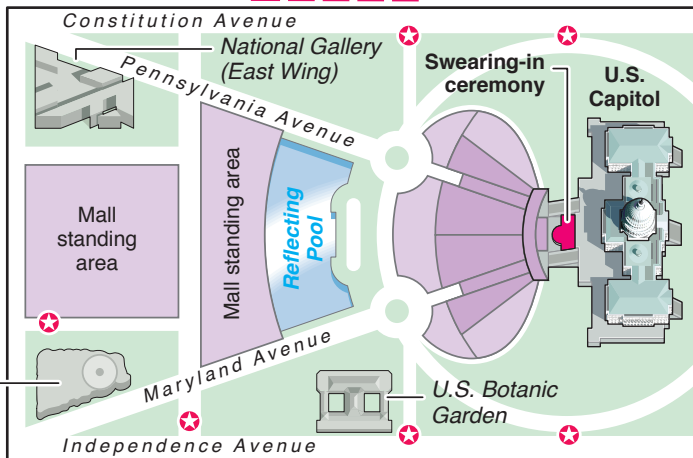 Constitution Avenue
National Gallery
(East Wing)
Pennsylvania Avenue
Swearing-in
ceremony
U.S.
Capitol
Mall
standing
area
Mall standing area
Reflecting
Pool
Maryland Avenue
U.S. Botanic
Garden
Independence Avenue